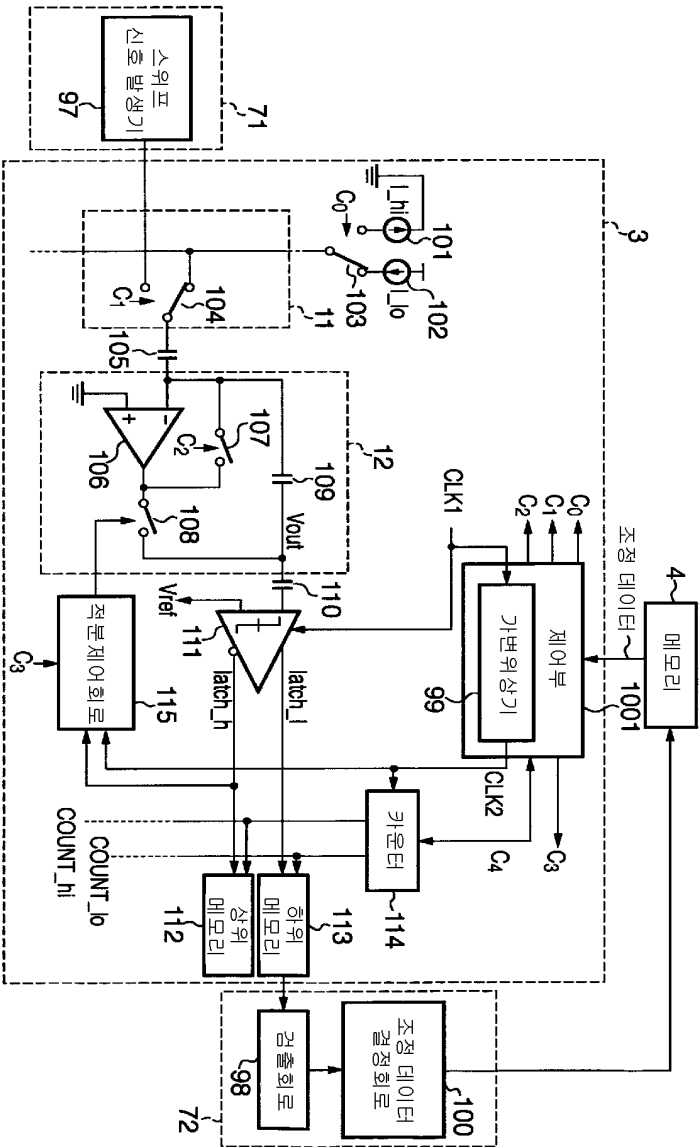 4
메모리
조정 데이터
3
C0
C1
C2
제어부
1001
가변위상기
99
CLK1
CLK2
C3
C4
카운터
114
I_hi
101
I_lo
102
C0
103
스위프
신호 발생기
97
71
C1
104
11
105
12
109
107
C2
106
-
+
108
Vout
110
Vref
111
latch_l
latch_h
적분제어회로
115
C3
COUNT_lo
COUNT_hi
하위
메모리
113
상위
메모리
112
검출회로
98
조정 데이터
결정회로
100
72